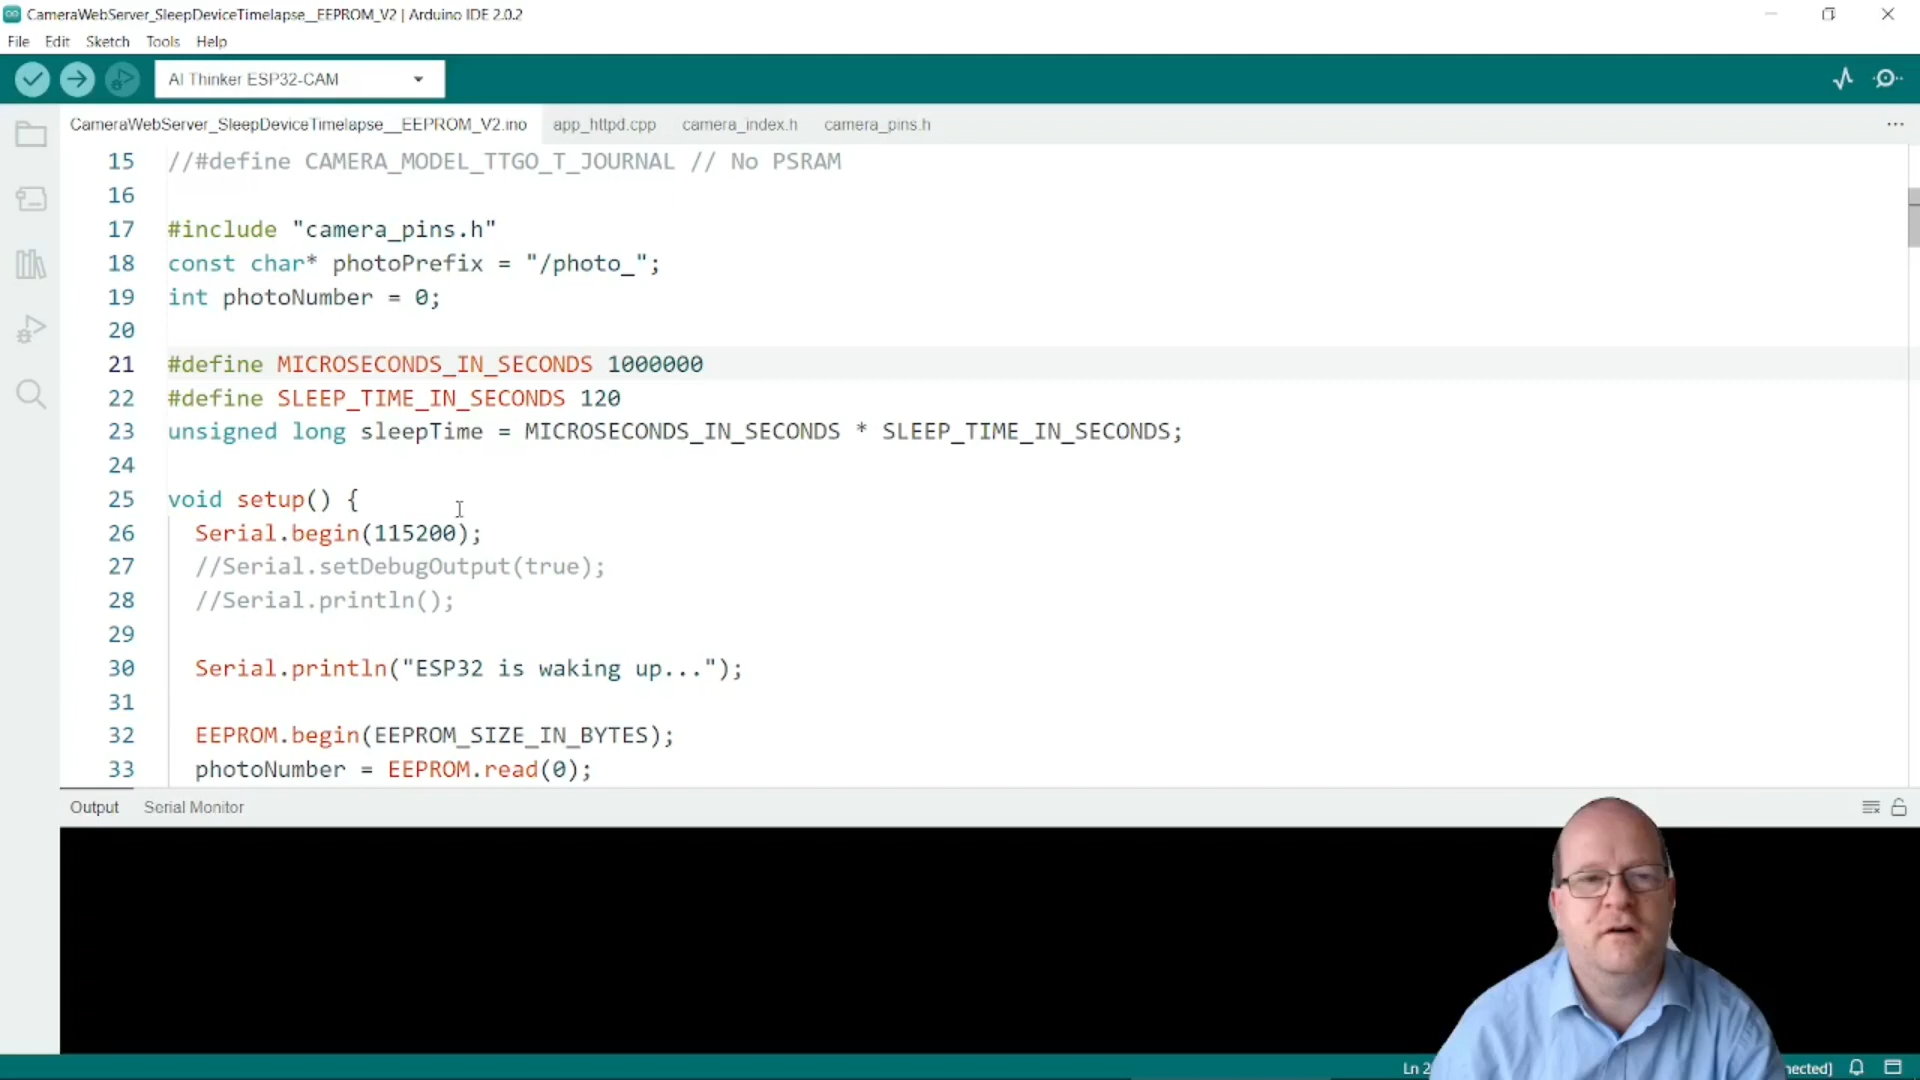 CameraWebServer_SleepDeviceTimelapse__EEPROM_V2 | Arduino IDE 2.0.2
File Edit Sketch Tools Help
AI Thinker ESP32-CAM
CameraWebServer_SleepDeviceTimelapse__EEPROM_V2.ino app_httpd.cpp camera_index.h camera_pins.h
15 //#define CAMERA_MODEL_TTGO_T_JOURNAL // No PSRAM
16
17 #include "camera_pins.h"
18 const char* photoPrefix = "/photo_";
19 int photoNumber = 0;
20
21 #define MICROSECONDS_IN_SECONDS 1000000
22 #define SLEEP_TIME_IN_SECONDS 120
23 unsigned long sleepTime = MICROSECONDS_IN_SECONDS * SLEEP_TIME_IN_SECONDS;
24
25 void setup() {
26 Serial.begin(115200);
27 //Serial.setDebugOutput(true);
28 //Serial.println();
29
30 Serial.println("ESP32 is waking up...");
31
32 EEPROM.begin(EEPROM_SIZE_IN_BYTES);
33 photoNumber = EEPROM.read(0);
Output Serial Monitor
Ln 2 nected]